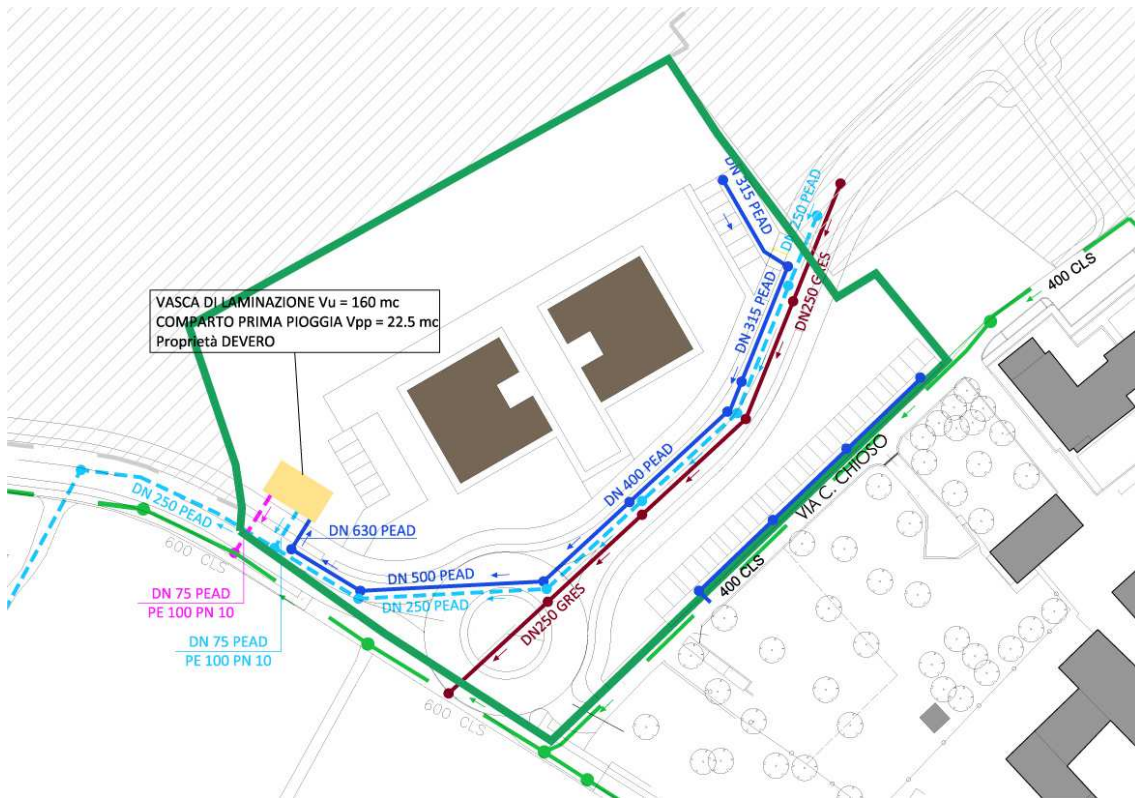 DN 315 PEAD
DN 250 PEAD
DN250 GRES
400 CLS
VASCA DI LAMINAZIONE Vu = 160 mc
COMPARTO PRIMA PIOGGIA Vpp = 22.5 mc
Proprietà DEVERO
DN 315 PEAD
DN 400 PEAD
VIA C. CHIOSO
DN 250 PEAD
600 CLS
DN 630 PEAD
DN 500 PEAD
DN 250 PEAD
400 CLS
DN 75 PEAD
PE 100 PN 10
DN250 GRES
DN 75 PEAD
PE 100 PN 10
600 CLS